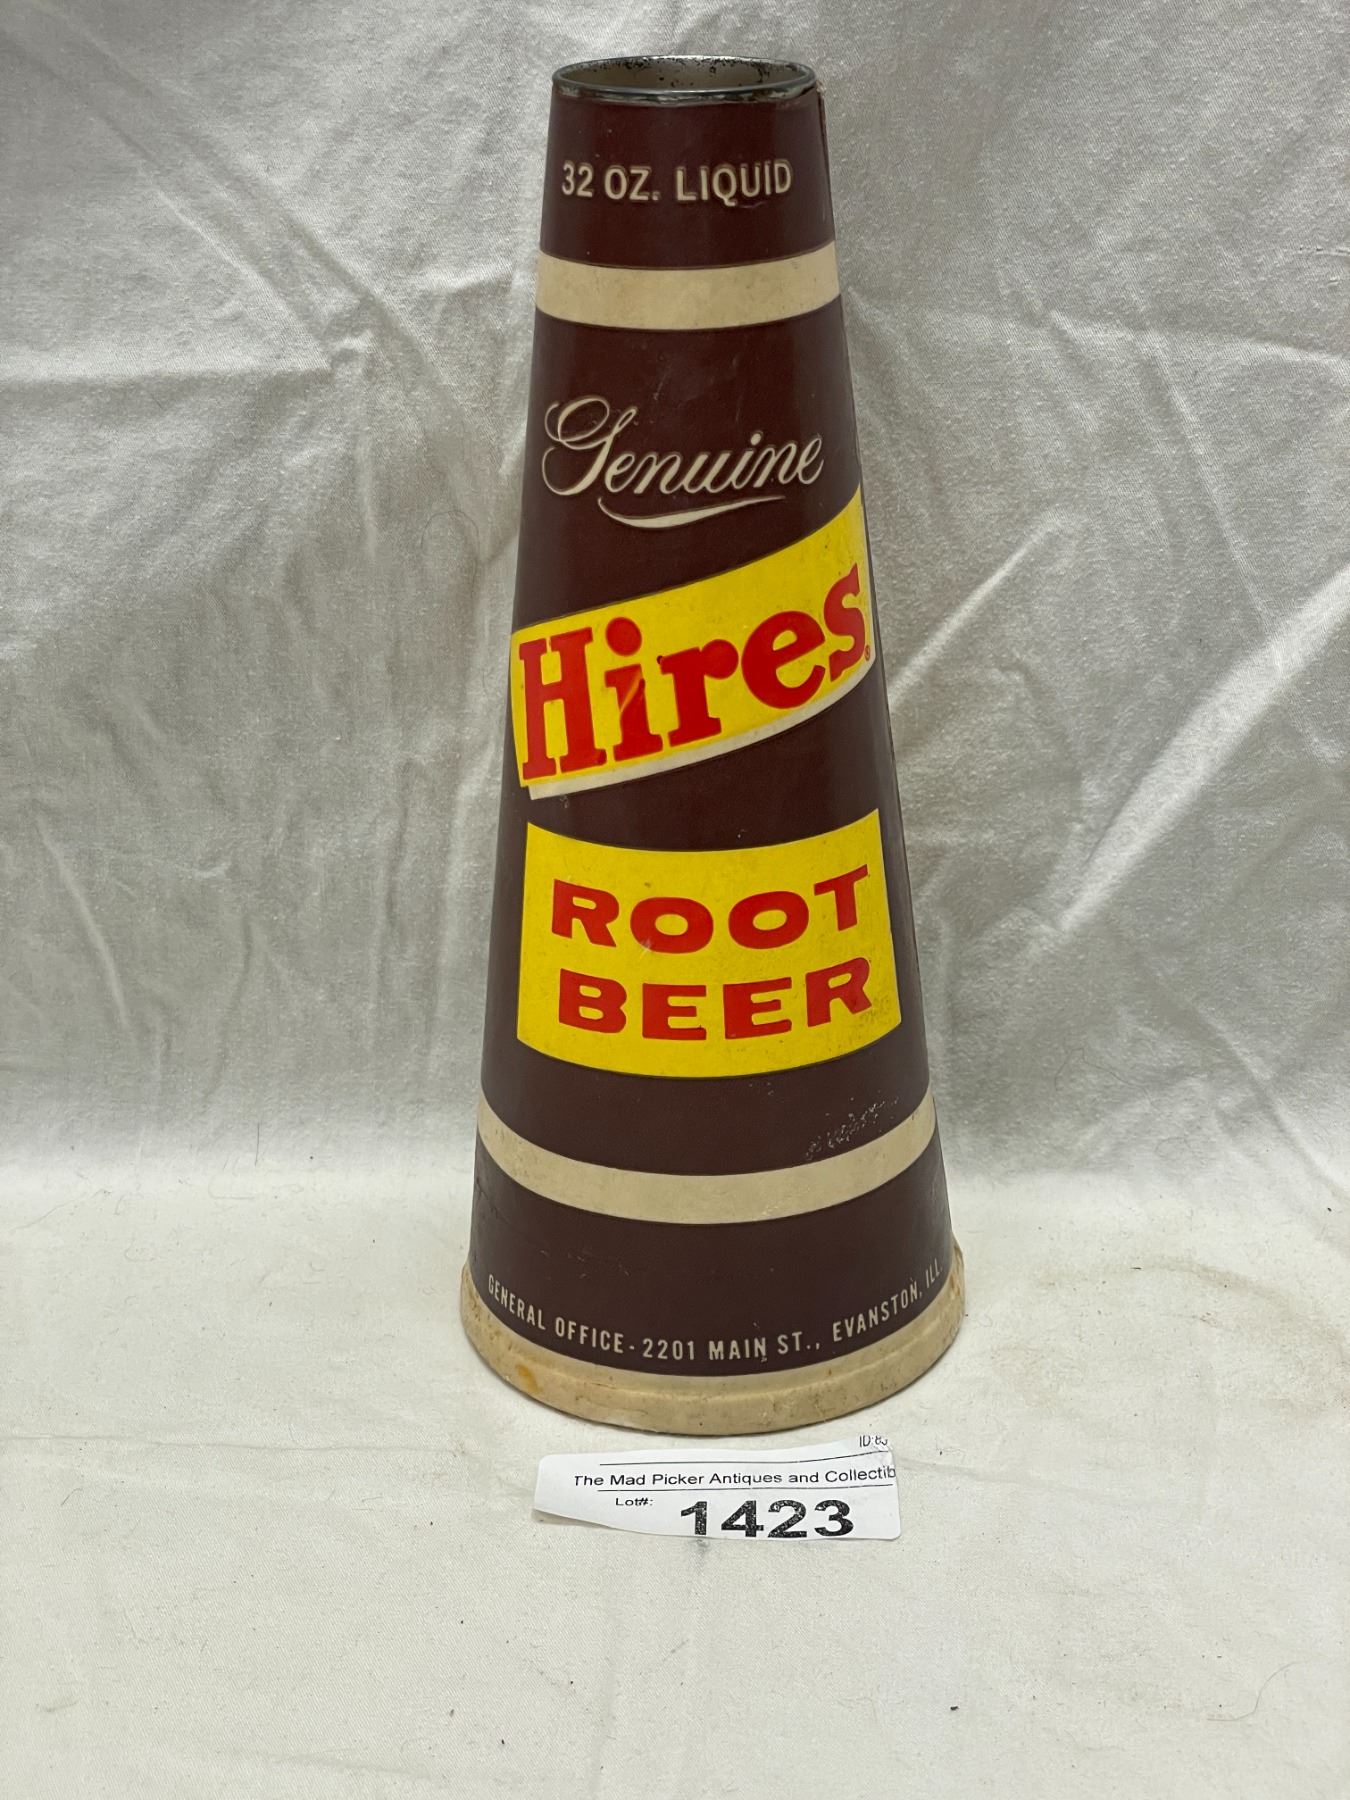 32 OZ. LIQUID
Genuine
Hires®
ROOT
BEER
GENERAL OFFICE - 2201 MAIN ST., EVANSTON, ILL.
The Mad Picker Antiques and Collectib
Lot#: 1423